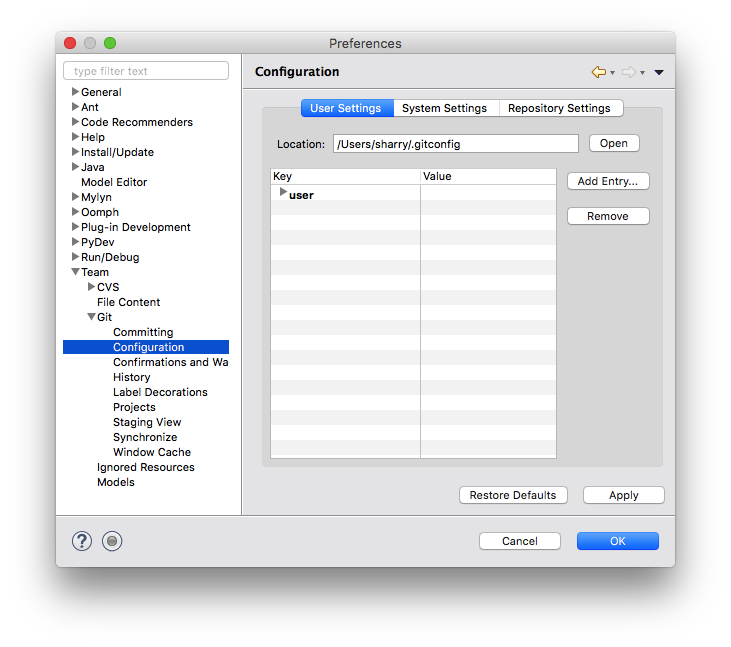 Preferences
type filter text
General
Ant
Code Recommenders
Help
Install/Update
Java
Model Editor
Mylyn
Oomph
Plug-in Development
PyDev
Run/Debug
Team
CVS
File Content
Git
Committing
Configuration
Confirmations and Wa
History
Label Decorations
Projects
Staging View
Synchronize
Window Cache
Ignored Resources
Models
Configuration
User Settings System Settings Repository Settings
Location: /Users/sharry/.gitconfig Open
Key Value
user
Add Entry...
Remove
Restore Defaults Apply
? Cancel OK